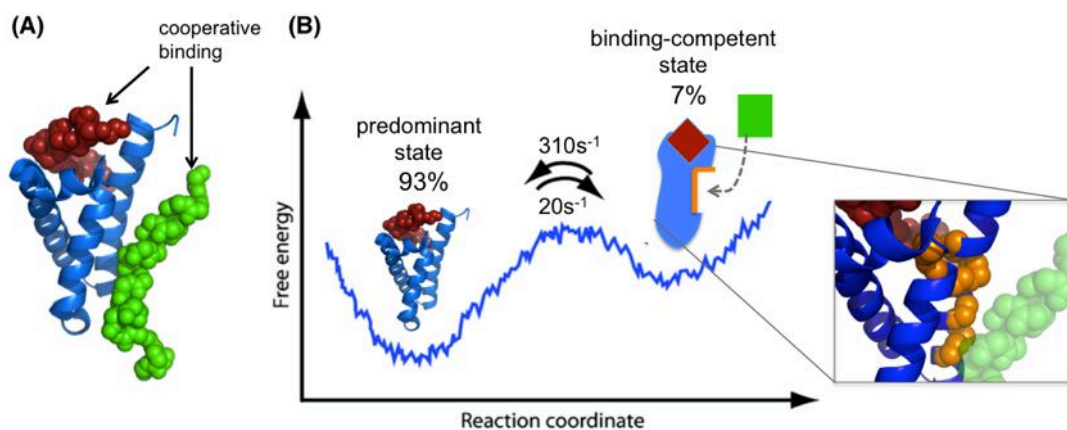 (A)
cooperative
binding
(B)
binding-competent
state
7%
predominant
state
93%
310s⁻¹
20s⁻¹
Free energy
Reaction coordinate